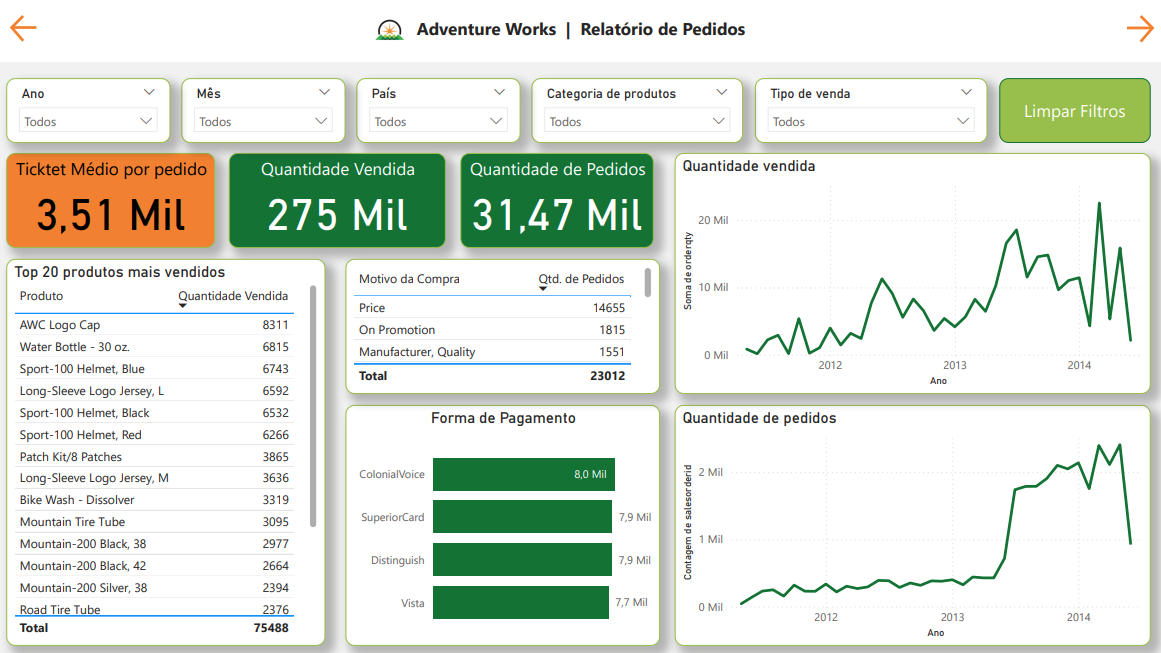 Adventure Works | Relatório de Pedidos
Ano
Todos
Mês
Todos
País
Todos
Categoria de produtos
Todos
Tipo de venda
Todos
Limpar Filtros
Ticktet Médio por pedido
3,51 Mil
Quantidade Vendida
275 Mil
Quantidade de Pedidos
31,47 Mil
Top 20 produtos mais vendidos
Produto Quantidade Vendida
AWC Logo Cap 8311
Water Bottle - 30 oz. 6815
Sport-100 Helmet, Blue 6743
Long-Sleeve Logo Jersey, L 6592
Sport-100 Helmet, Black 6532
Sport-100 Helmet, Red 6266
Patch Kit/8 Patches 3865
Long-Sleeve Logo Jersey, M 3636
Bike Wash - Dissolver 3319
Mountain Tire Tube 3095
Mountain-200 Black, 38 2977
Mountain-200 Black, 42 2664
Mountain-200 Silver, 38 2394
Road Tire Tube 2376
Total 75488
Motivo da Compra Qtd. de Pedidos
Price 14655
On Promotion 1815
Manufacturer, Quality 1551
Total 23012
Forma de Pagamento
ColonialVoice 8,0 Mil
SuperiorCard 7,9 Mil
Distinguish 7,9 Mil
Vista 7,7 Mil
Quantidade vendida
Soma de orderqty
20 Mil
10 Mil
0 Mil
2012 2013 2014
Ano
Quantidade de pedidos
Contagem de salesorderid
2 Mil
1 Mil
0 Mil
2012 2013 2014
Ano